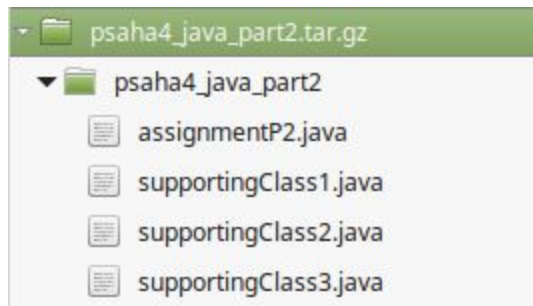 psaha4_java_part2.tar.gz
psaha4_java_part2
assignmentP2.java
supportingClass1.java
supportingClass2.java
supportingClass3.java